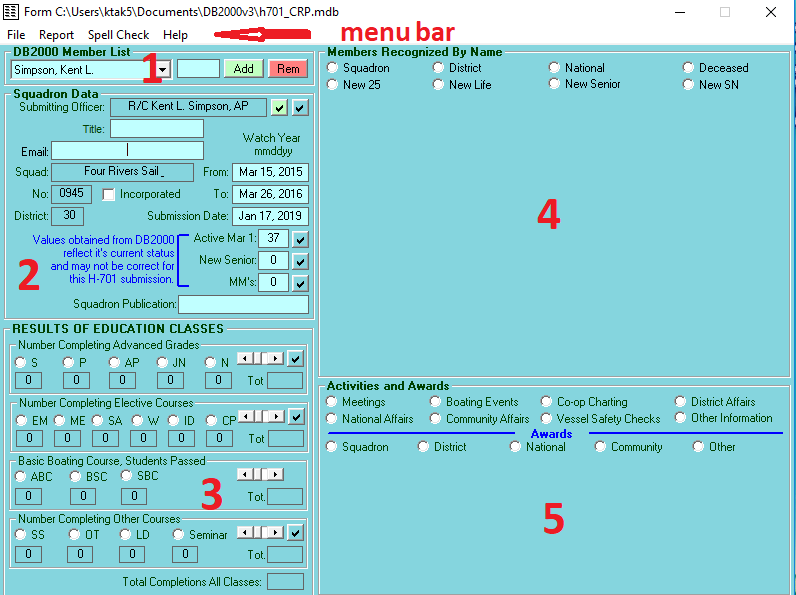 Form C:\Users\ktak5\Documents\DB2000v3\h701_CRP.mdb
File Report Spell Check Help
menu bar
DB2000 Member List
Simpson, Kent L.
1
Add
Rem
Squadron Data
Submitting Officer: R/C Kent L. Simpson, AP
Title:
Watch Year
mmddyy
Email:
Squad: Four Rivers Sail_ From: Mar 15, 2015
No: 0945 Incorporated To: Mar 26, 2016
District: 30 Submission Date: Jan 17, 2019
Values obtained from DB2000
reflect it's current status
and may not be correct for
this H-701 submission.
2
Active Mar 1: 37
New Senior: 0
MM's: 0
Squadron Publication:
RESULTS OF EDUCATION CLASSES
Number Completing Advanced Grades
S P AP JN N
0 0 0 0 0 Tot
Number Completing Elective Courses
EM ME SA W ID CP
0 0 0 0 0 0 Tot
Basic Boating Course, Students Passed
ABC BSC SBC
0 0 0 Tot.
3
Number Completing Other Courses
SS OT LD Seminar
0 0 0 0 Tot.
Total Completions All Classes:
Members Recognized By Name
Squadron District National Deceased
New 25 New Life New Senior New SN
4
Activities and Awards
Meetings Boating Events Co-op Charting District Affairs
National Affairs Community Affairs Vessel Safety Checks Other Information
Awards
Squadron District National Community Other
5